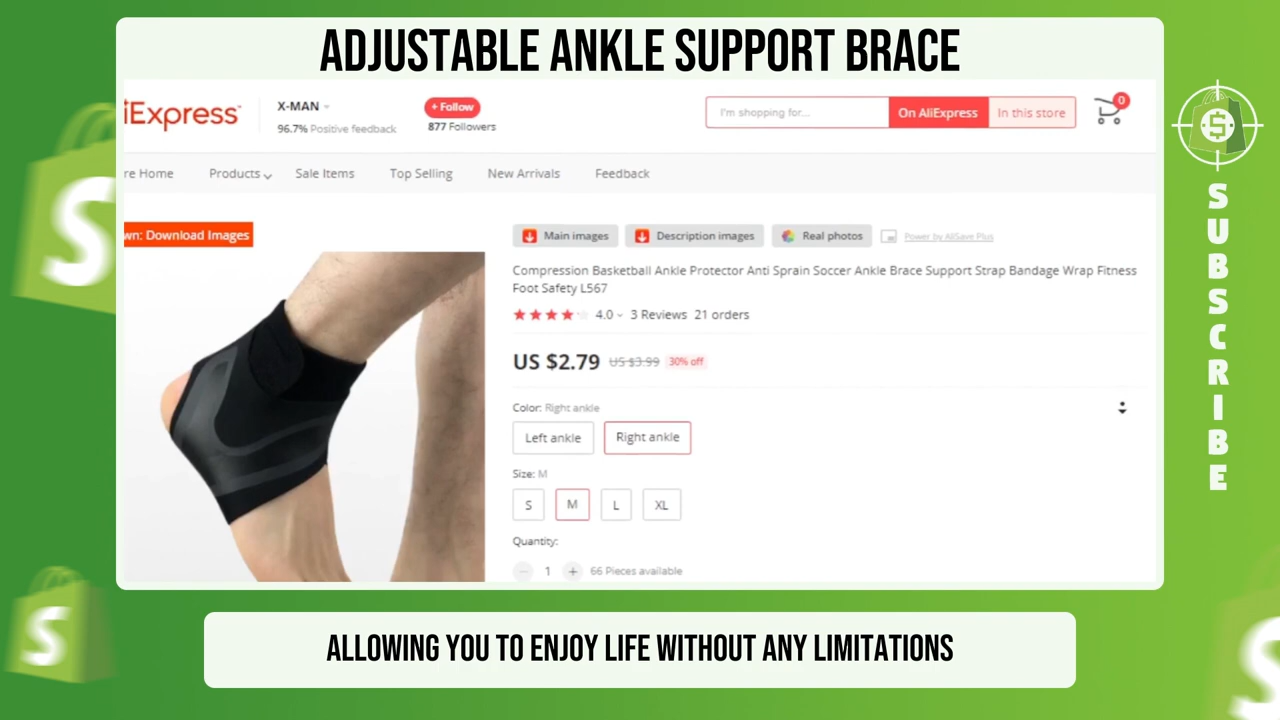 ADJUSTABLE ANKLE SUPPORT BRACE
iExpress
X-MAN
+ Follow
96.7% Positive feedback
877 Followers
I'm shopping for...
On AliExpress
In this store
0
re Home
Products
Sale Items
Top Selling
New Arrivals
Feedback
wn: Download Images
Main images
Description images
Real photos
Power by AliSave Plus
Compression Basketball Ankle Protector Anti Sprain Soccer Ankle Brace Support Strap Bandage Wrap Fitness
Foot Safety L567
4.0 3 Reviews 21 orders
US $2.79 US $3.99 30% off
Color: Right ankle
Left ankle
Right ankle
Size: M
S
M
L
XL
Quantity:
1
66 Pieces available
ALLOWING YOU TO ENJOY LIFE WITHOUT ANY LIMITATIONS
SUBSCRIBE
S
S
S
$